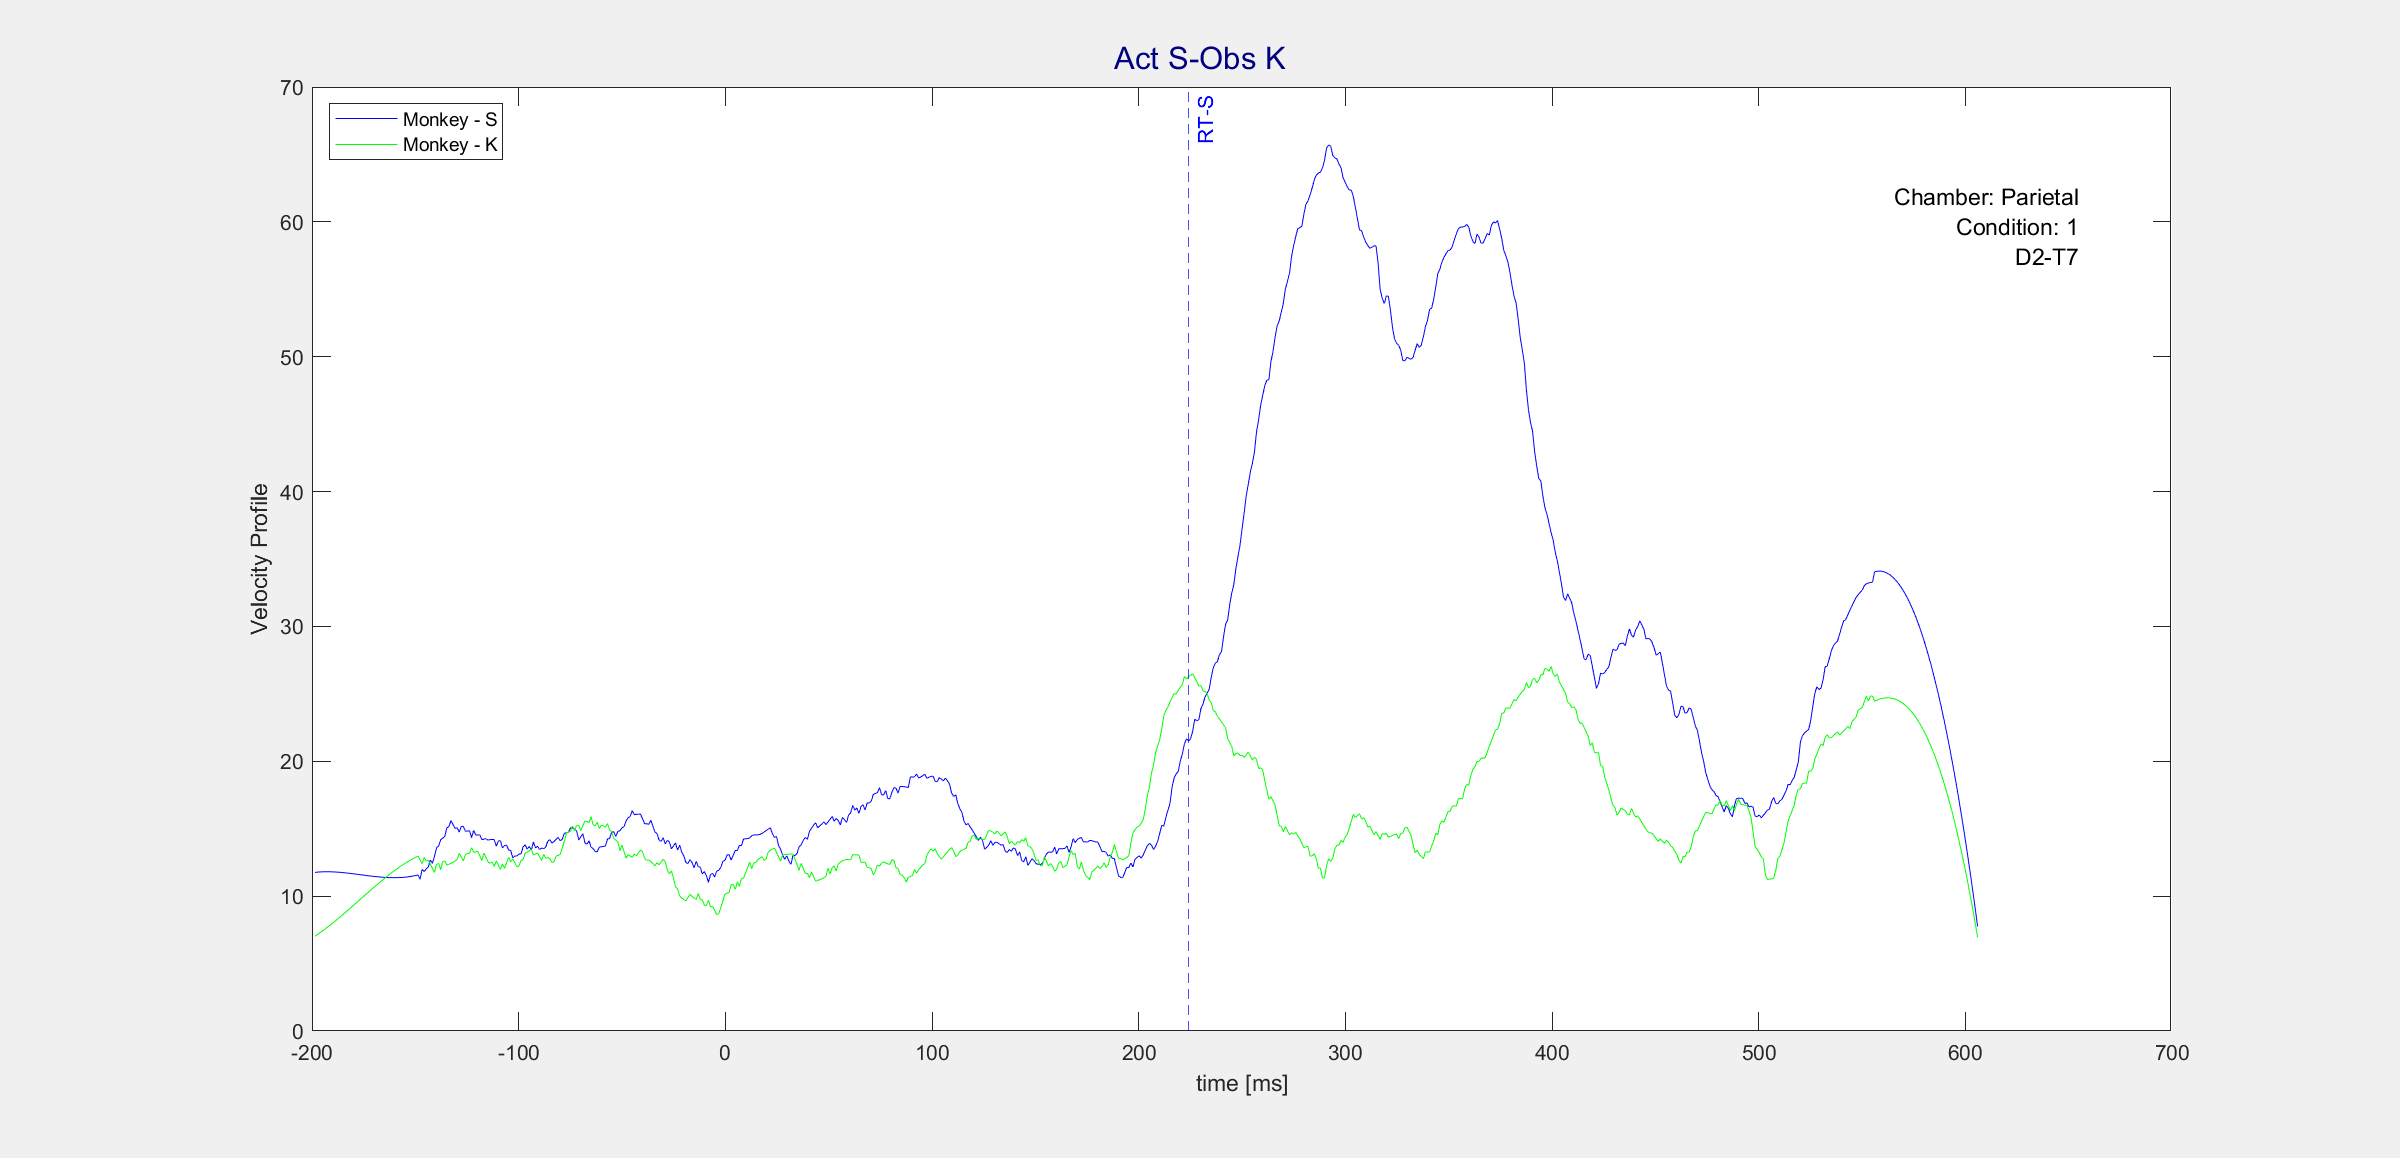 Act S-Obs K
70
60
50
40
30
20
10
0
Velocity Profile
Monkey - S
Monkey - K
RT-S
Chamber: Parietal
Condition: 1
D2-T7
-200 -100 0 100 200 300 400 500 600 700
time [ms]